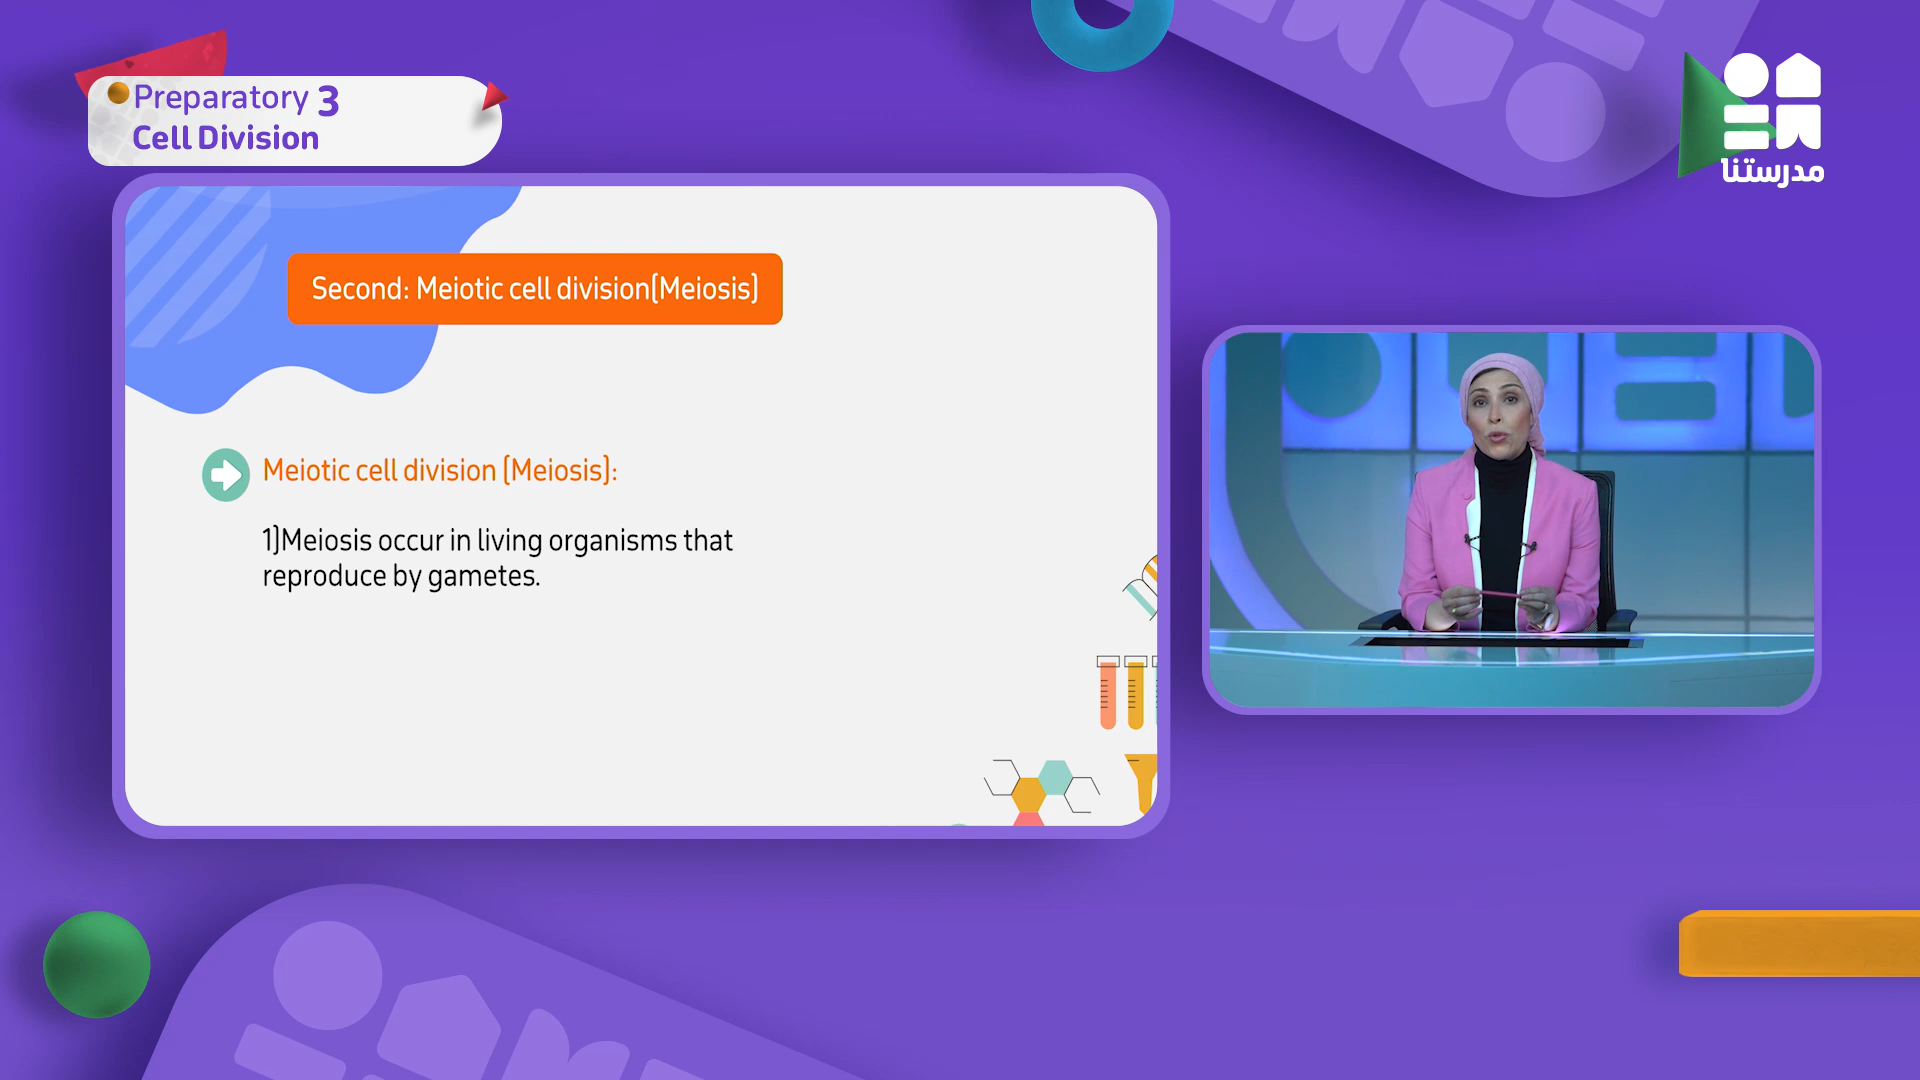 Preparatory 3
Cell Division
مدرستنا
Second: Meiotic cell division(Meiosis)
Meiotic cell division (Meiosis):
1)Meiosis occur in living organisms that
reproduce by gametes.